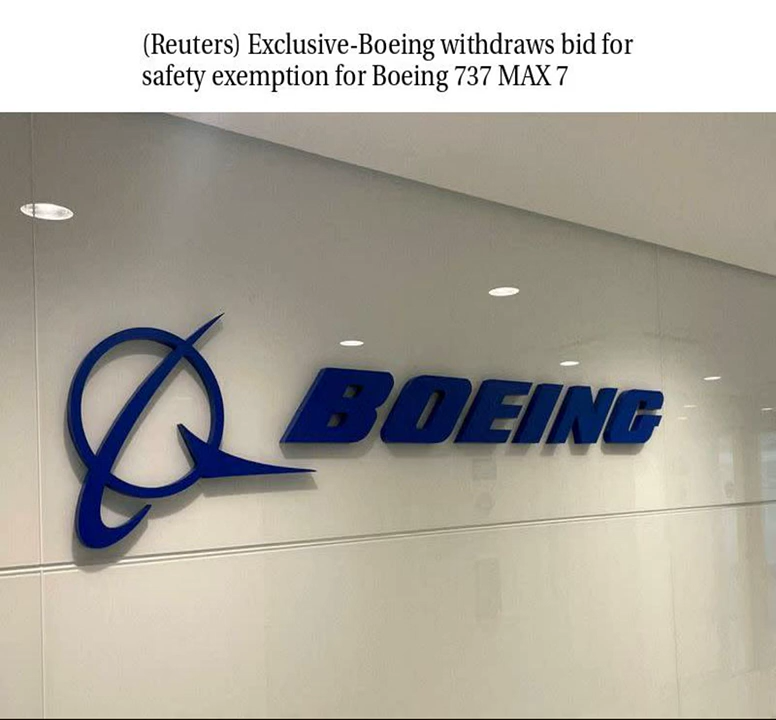 (Reuters) Exclusive-Boeing withdraws bid for
safety exemption for Boeing 737 MAX 7
BOEING